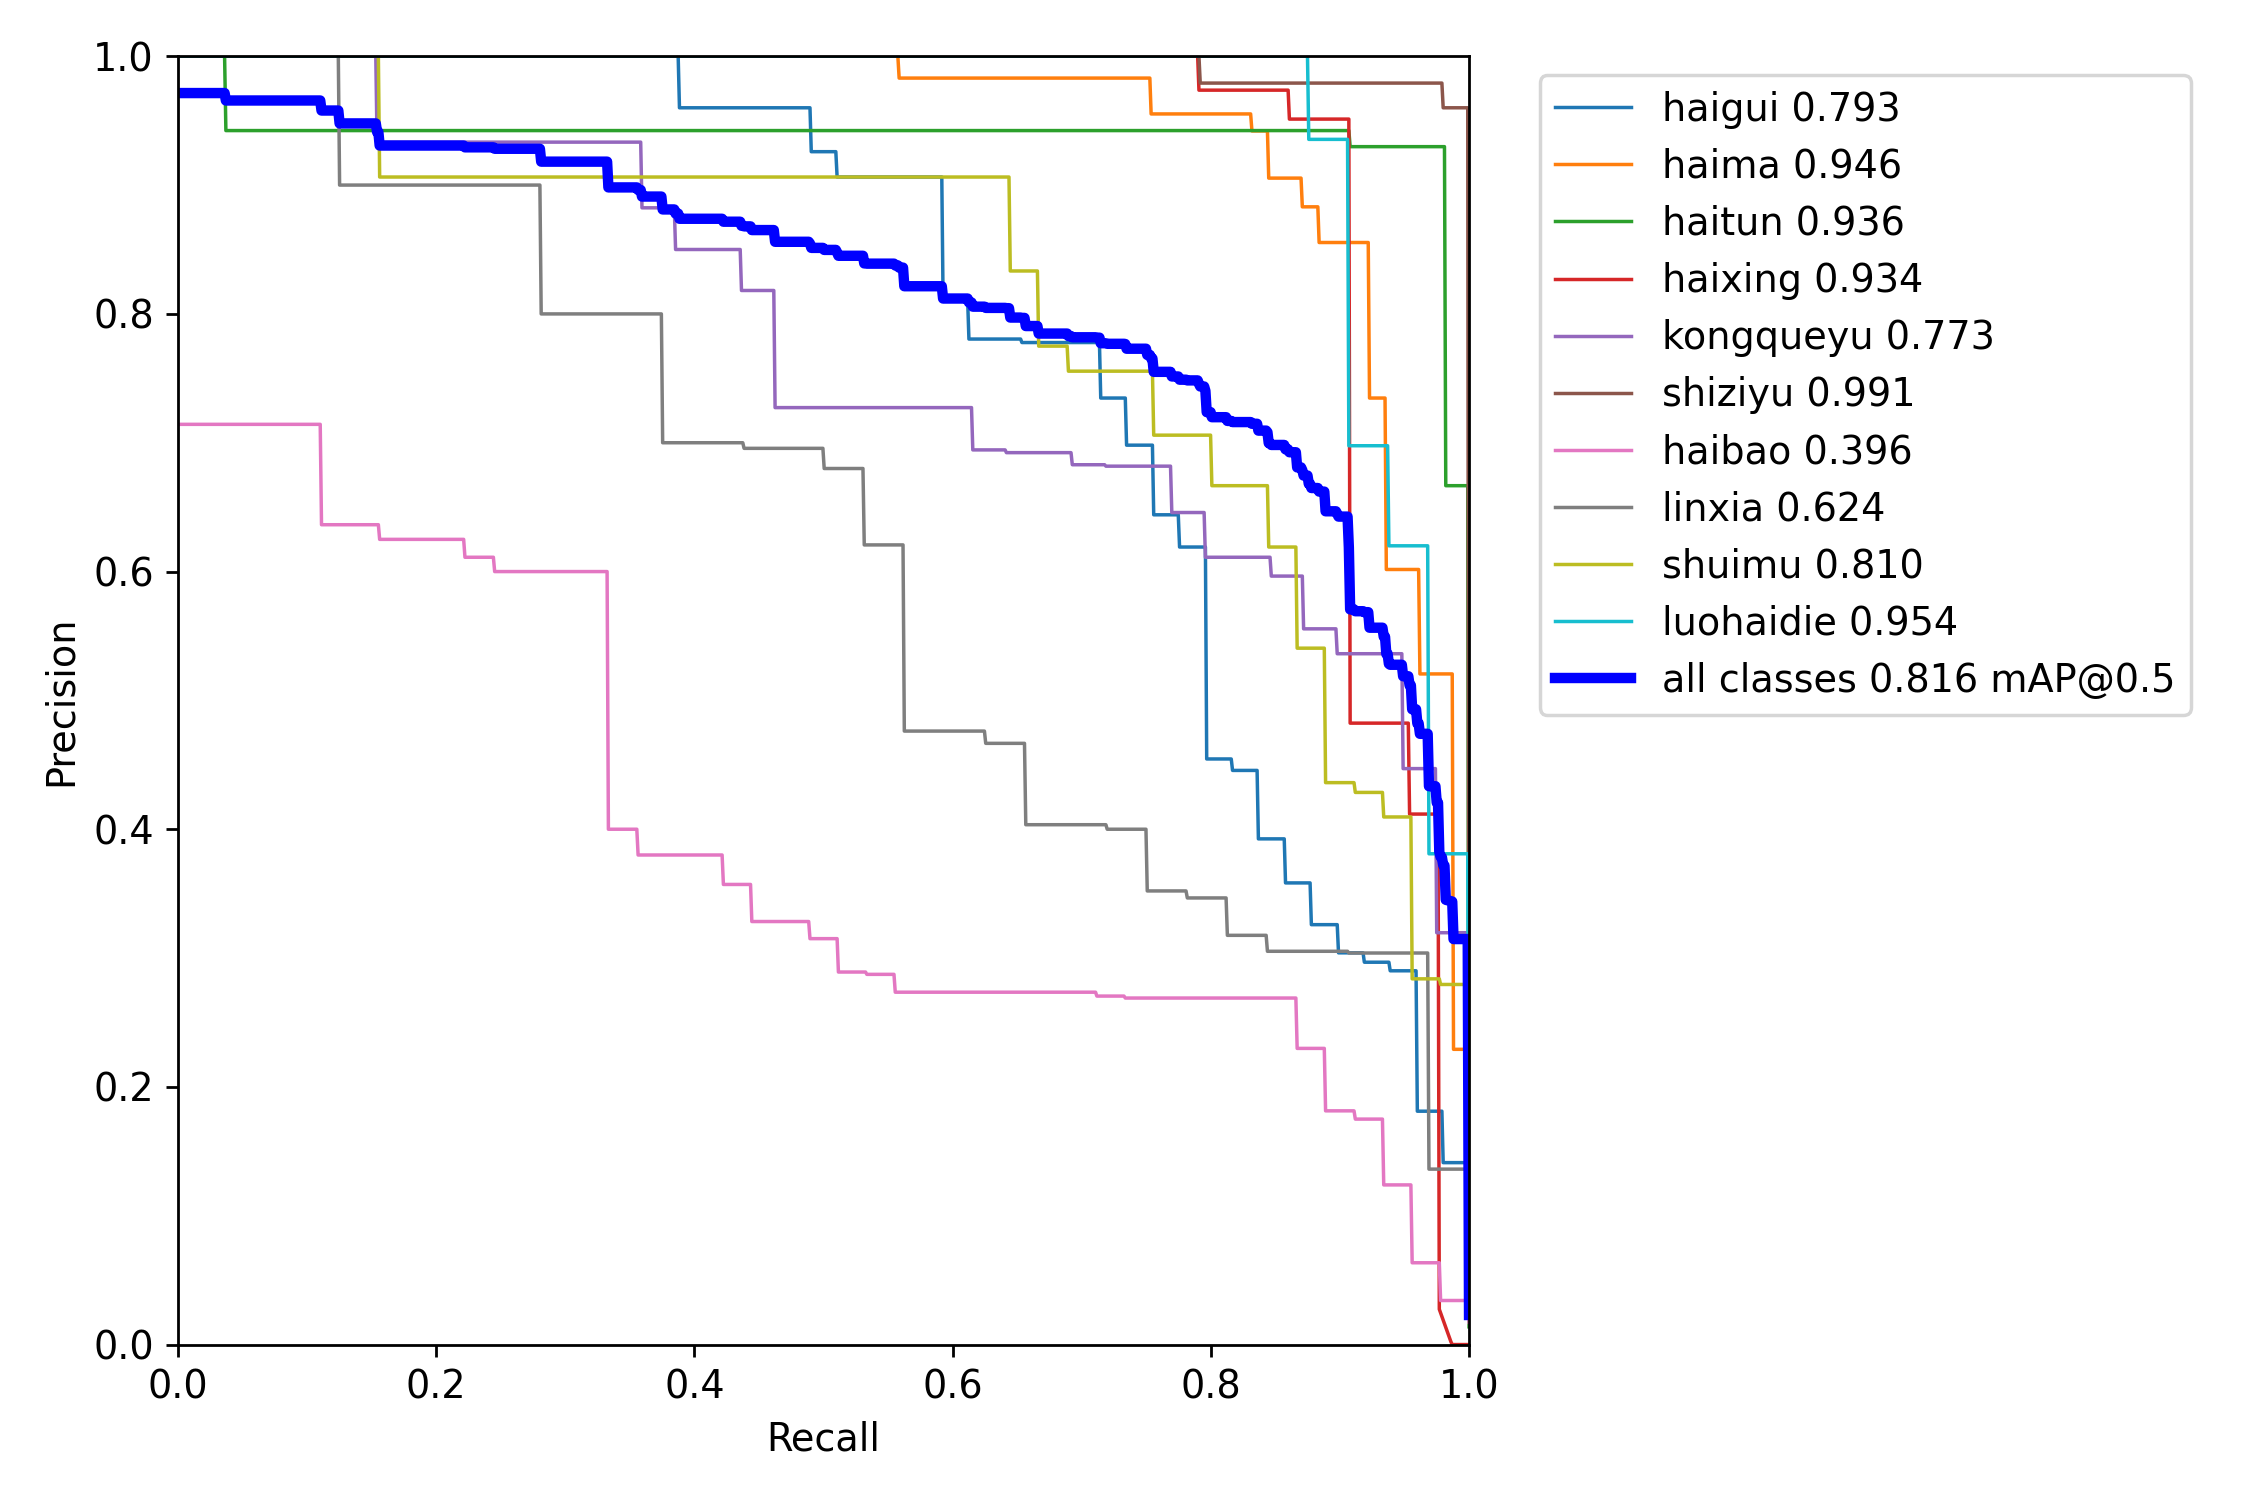 1.0
0.8
0.6
0.4
0.2
0.0
Precision
0.0 0.2 0.4 0.6 0.8 1.0
Recall
haigui 0.793
haima 0.946
haitun 0.936
haixing 0.934
kongqueyu 0.773
shiziyu 0.991
haibao 0.396
linxia 0.624
shuimu 0.810
luohaidie 0.954
all classes 0.816 mAP@0.5